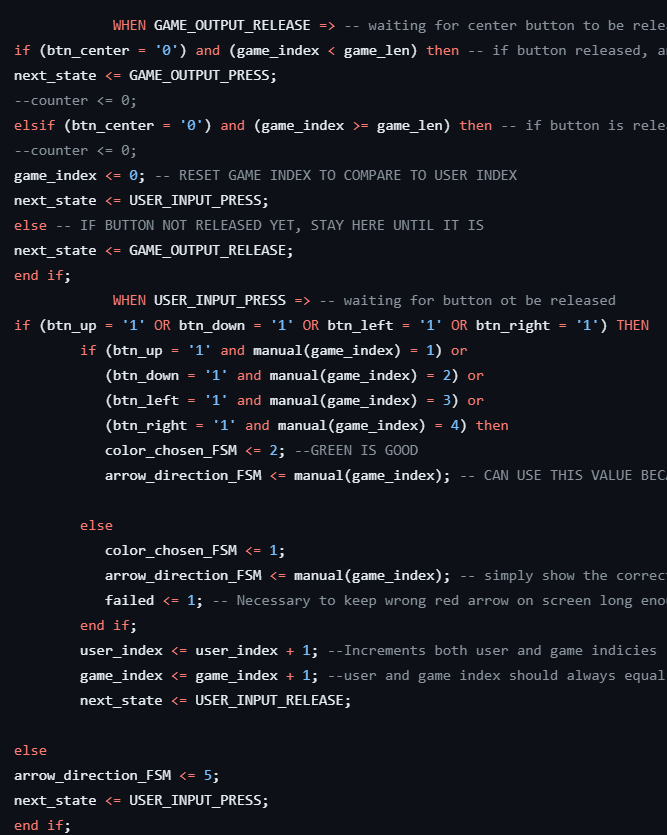 WHEN GAME_OUTPUT_RELEASE => -- waiting for center button to be
if (btn_center = '0') and (game_index < game_len) then -- if button released,
next_state <= GAME_OUTPUT_PRESS;
--counter <= 0;
elsif (btn_center = '0') and (game_index >= game_len) then -- if button is
--counter <= 0;
game_index <= 0; -- RESET GAME INDEX TO COMPARE TO USER INDEX
next_state <= USER_INPUT_PRESS;
else -- IF BUTTON NOT RELEASED YET, STAY HERE UNTIL IT IS
next_state <= GAME_OUTPUT_RELEASE;
end if;
WHEN USER_INPUT_PRESS => -- waiting for button ot be released
if (btn_up = '1' OR btn_down = '1' OR btn_left = '1' OR btn_right = '1') THEN
if (btn_up = '1' and manual(game_index) = 1) or
(btn_down = '1' and manual(game_index) = 2) or
(btn_left = '1' and manual(game_index) = 3) or
(btn_right = '1' and manual(game_index) = 4) then
color_chosen_FSM <= 2; --GREEN IS GOOD
arrow_direction_FSM <= manual(game_index); -- CAN USE THIS VALUE
else
color_chosen_FSM <= 1;
arrow_direction_FSM <= manual(game_index); -- simply show the
failed <= 1; -- Necessary to keep wrong red arrow on screen long
end if;
user_index <= user_index + 1; --Increments both user and game indicies
game_index <= game_index + 1; --user and game index should always equal
next_state <= USER_INPUT_RELEASE;
else
arrow_direction_FSM <= 5;
next_state <= USER_INPUT_PRESS;
end if;